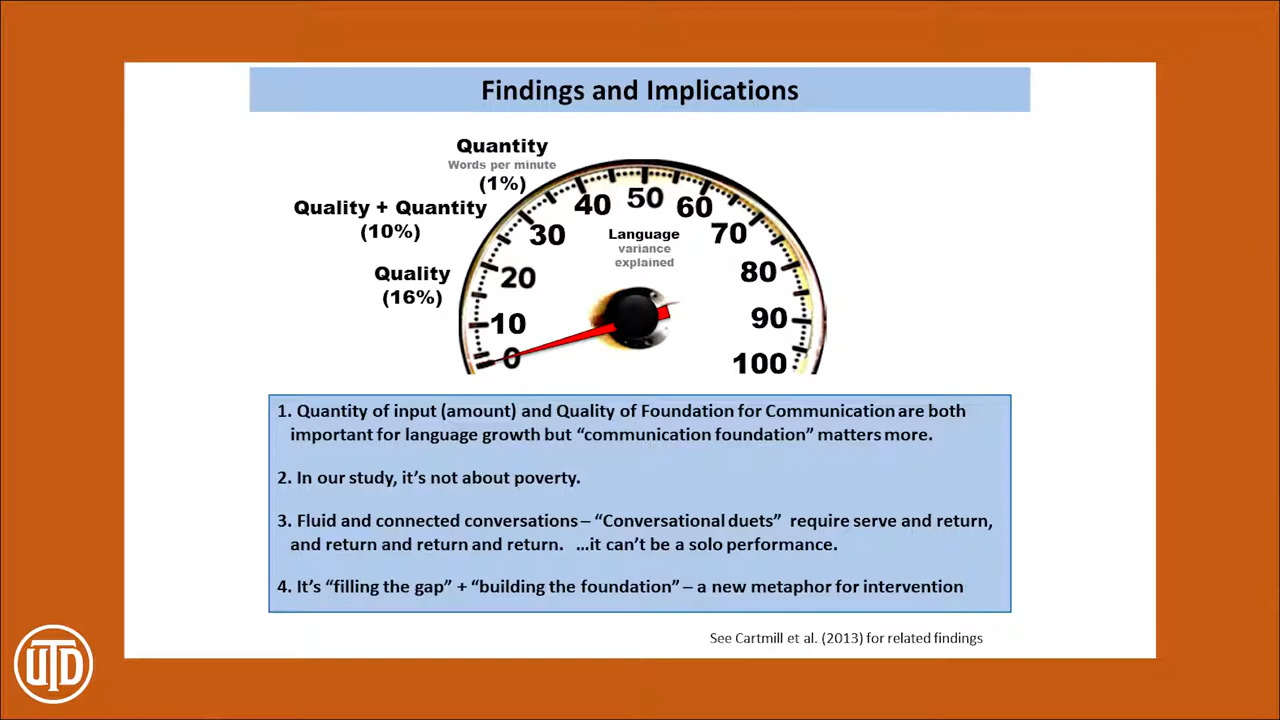 Findings and Implications
Quantity
Words per minute
(1%)
Quality + Quantity
(10%)
Quality
(16%)
0
10
20
30
40
50
60
70
80
90
100
Language
variance
explained
1. Quantity of input (amount) and Quality of Foundation for Communication are both
important for language growth but “communication foundation” matters more.
2. In our study, it’s not about poverty.
3. Fluid and connected conversations – “Conversational duets” require serve and return,
and return and return and return. ...it can’t be a solo performance.
4. It’s “filling the gap” + “building the foundation” – a new metaphor for intervention
See Cartmill et al. (2013) for related findings
UTD